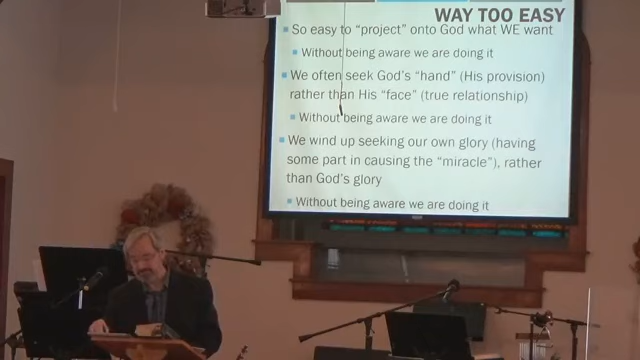 WAY TOO EASY
So easy to “project” onto God what WE want
Without being aware we are doing it
We often seek God’s “hand” (His provision)
rather than His “face” (true relationship)
Without being aware we are doing it
We wind up seeking our own glory (having
some part in causing the “miracle”), rather
than God’s glory
Without being aware we are doing it